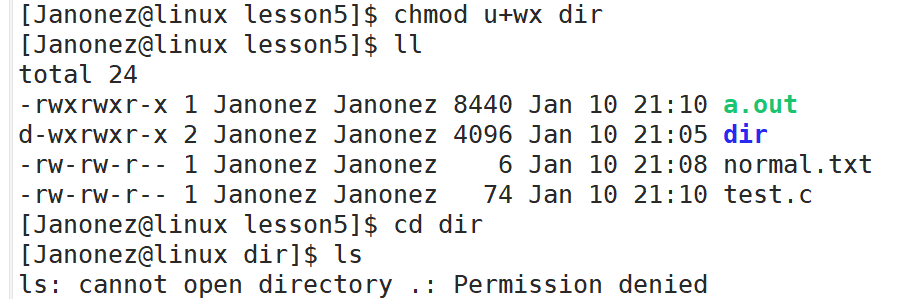 [Janonez@linux lesson5]$ chmod u+wx dir
[Janonez@linux lesson5]$ ll
total 24
-rwxrwxr-x 1 Janonez Janonez 8440 Jan 10 21:10 a.out
d-wxrwxr-x 2 Janonez Janonez 4096 Jan 10 21:05 dir
-rw-rw-r-- 1 Janonez Janonez    6 Jan 10 21:08 normal.txt
-rw-rw-r-- 1 Janonez Janonez   74 Jan 10 21:10 test.c
[Janonez@linux lesson5]$ cd dir
[Janonez@linux dir]$ ls
ls: cannot open directory .: Permission denied